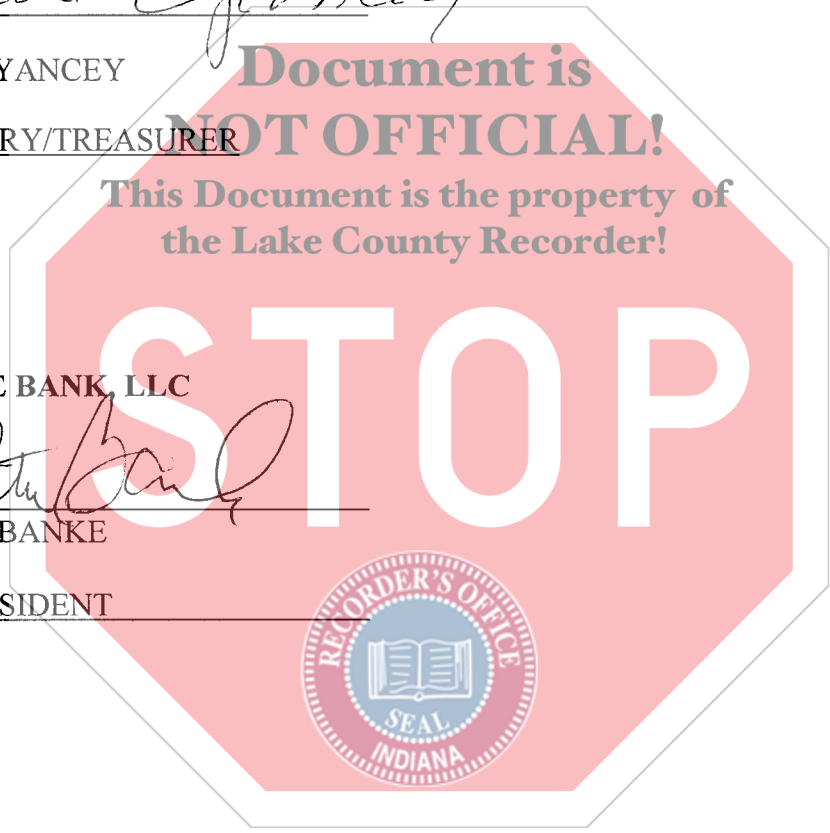 YANCEY
Document is
RY/TREASURER
NOT OFFICIAL!
This Document is the property of
the Lake County Recorder!
STOP
E BANK, LLC
BANKE
SIDENT
RECORDER'S OFFICE
SEAL
INDIANA